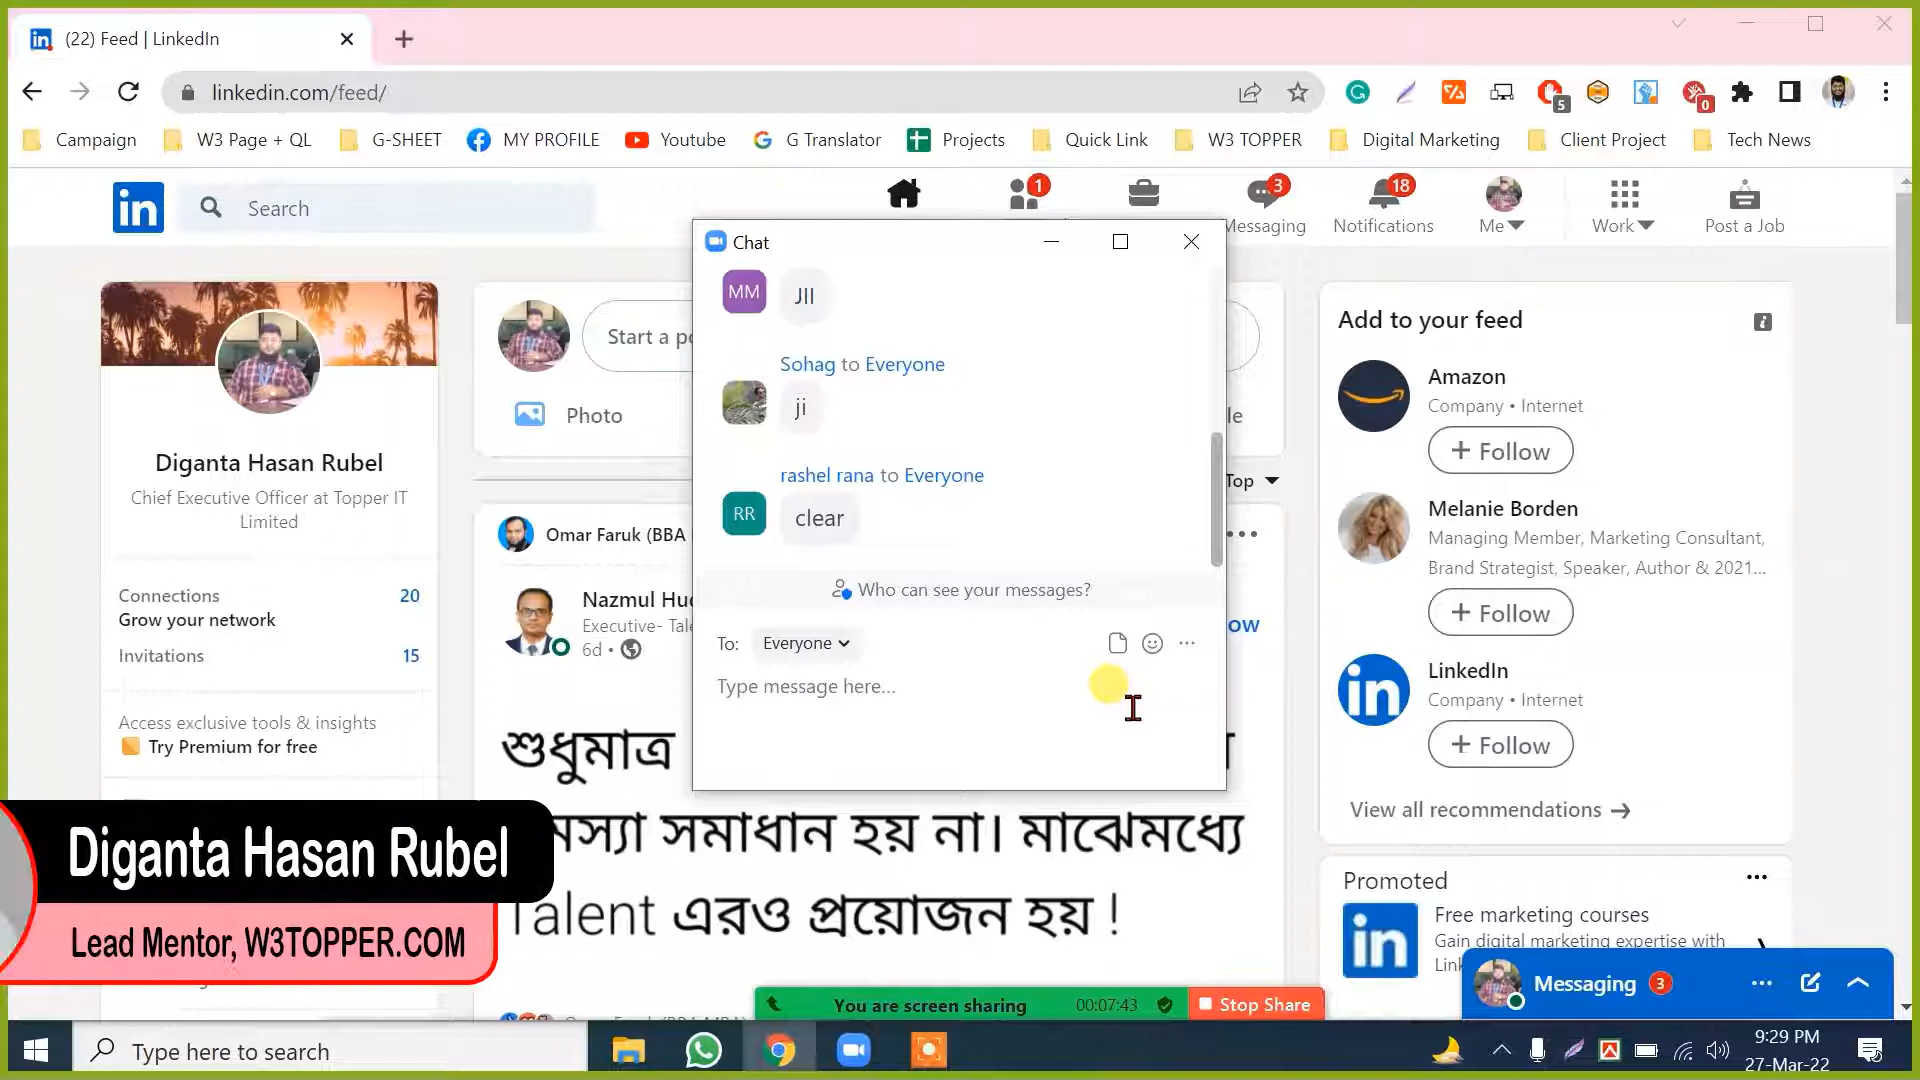 (22) Feed | LinkedIn
linkedin.com/feed/
5
0
Campaign
W3 Page + QL
G-SHEET
MY PROFILE
Youtube
G Translator
Projects
Quick Link
W3 TOPPER
Digital Marketing
Client Project
Tech News
in
Search
1
3
18
Messaging
Notifications
Me
Work
Post a Job
Chat
MM
JII
Sohag to Everyone
ji
rashel rana to Everyone
RR
clear
Who can see your messages?
To:
Everyone
Type message here...
Diganta Hasan Rubel
Chief Executive Officer at Topper IT
Limited
Connections 20
Grow your network
Invitations 15
Access exclusive tools & insights
Try Premium for free
Start a po
Photo
Top
Omar Faruk (BBA
Nazmul Huc
6d •
ow
শুধুমাত্র
সমাধান হয় না। মাঝেমধ্যে
Talent এরও প্রয়োজন হয় !
Add to your feed
Amazon
Company • Internet
+ Follow
Melanie Borden
Managing Member, Marketing Consultant,
Brand Strategist, Speaker, Author & 2021...
+ Follow
in
LinkedIn
Company • Internet
+ Follow
View all recommendations →
Promoted
in
Free marketing courses
Gain digital marketing expertise with
Messaging 3
Diganta Hasan Rubel
Lead Mentor, W3TOPPER.COM
You are screen sharing
00:07:43
Stop Share
Type here to search
9:29 PM
27-Mar-22